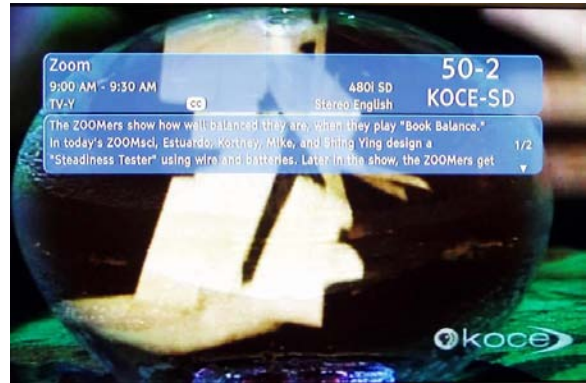 Zoom
50-2
9:00 AM - 9:30 AM
480i SD
KOCE-SD
TV-Y
CC
Stereo English
The ZOOMers show how well balanced they are, when they play "Book Balance."
In today's ZOOMsci, Estuardo, Kortney, Mike, and Shing Ying design a
1/2
"Steadiness Tester" using wire and batteries. Later in the show, the ZOOMers get
koce